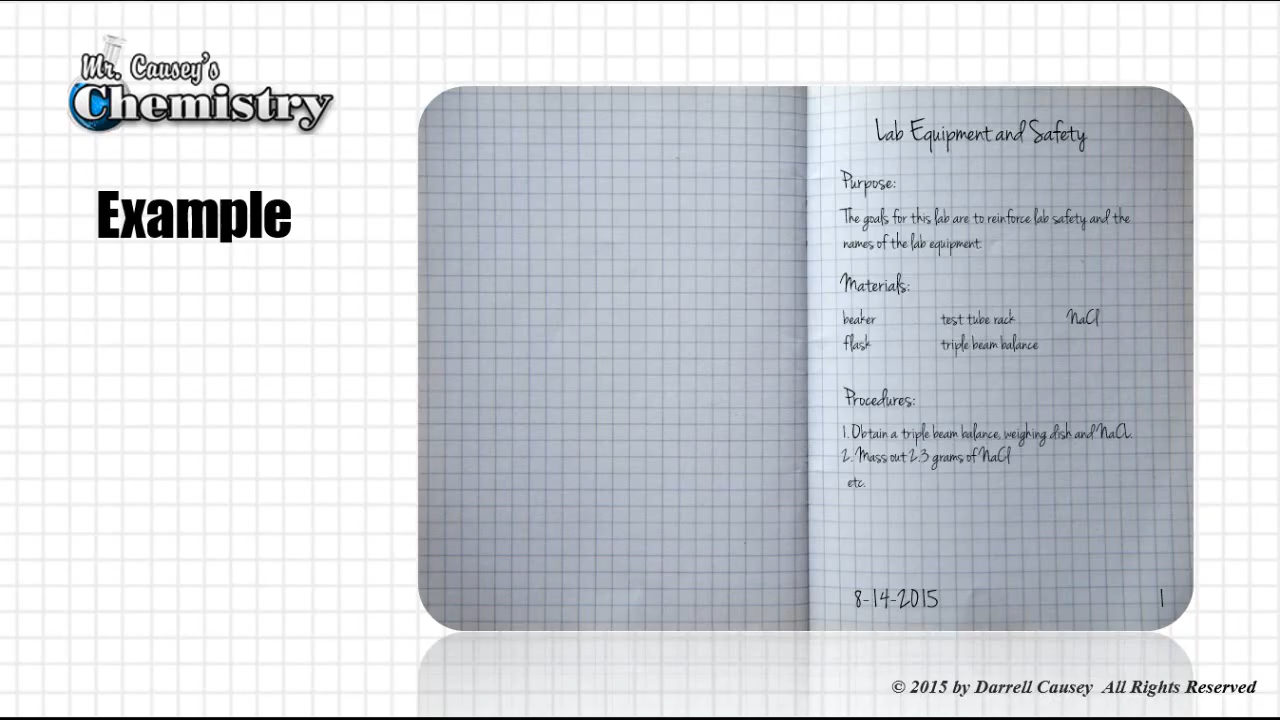 Mr. Causey's
Chemistry
Example
Lab Equipment and Safety
Purpose:
The goals for this lab are to reinforce lab safety and the
names of the lab equipment.
Materials:
beaker test tube rack NaCl
flask triple beam balance
Procedures:
1. Obtain a triple beam balance, weighing dish and NaCl.
2. Mass out 2.3 grams of NaCl
etc.
8-14-2015 1
© 2015 by Darrell Causey All Rights Reserved